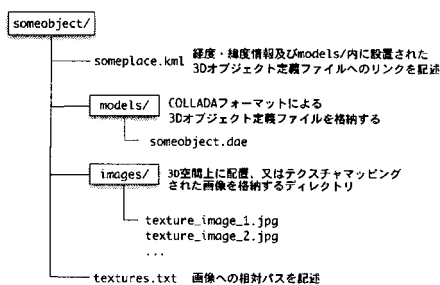 someobject/
someplace.kml 経度・緯度情報及びmodels/内に設置された
3Dオブジェクト定義ファイルへのリンクを記述
models/ COLLADAフォーマットによる
3Dオブジェクト定義ファイルを格納する
someobject.dae
images/ 3D空間上に配置、又はテクスチャマッピング
された画像を格納するディレクトリ
texture_image_1.jpg
texture_image_2.jpg
...
textures.txt 画像への相対パスを記述